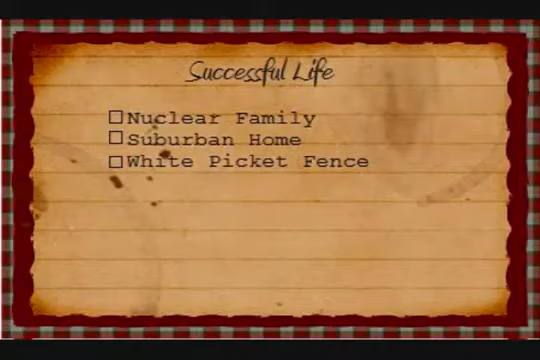 Successful Life
☐Nuclear Family
☐Suburban Home
☐White Picket Fence